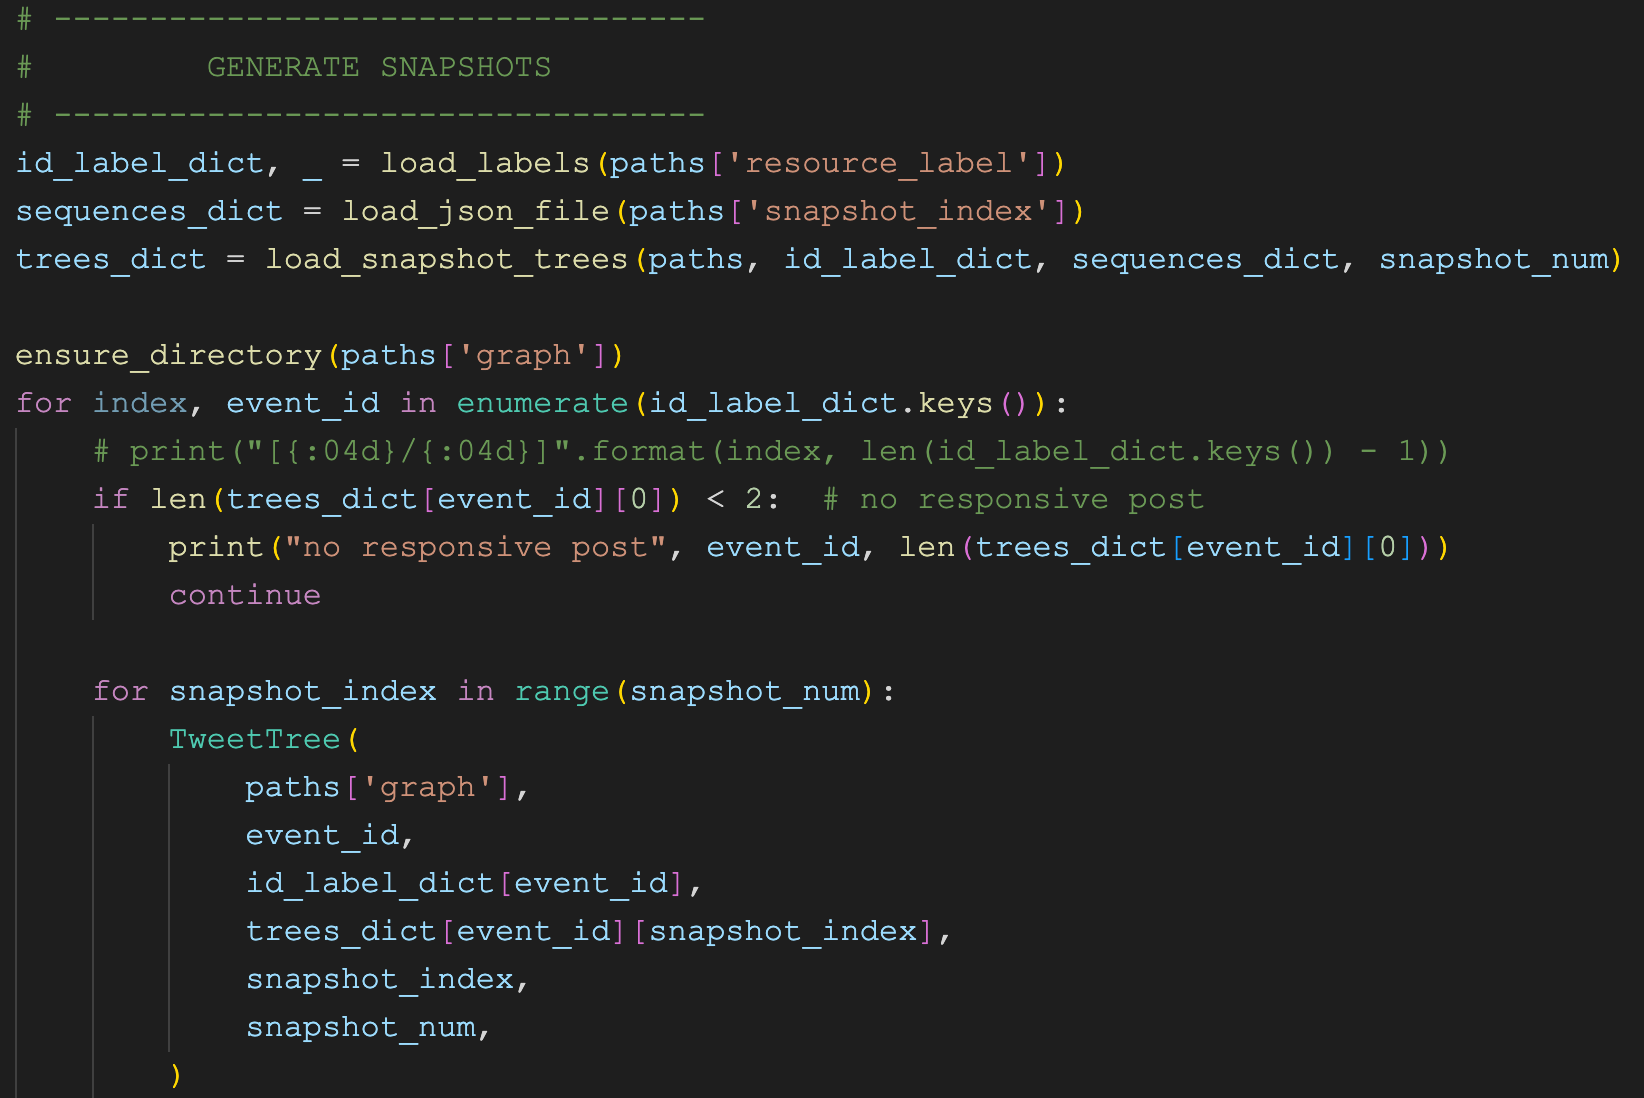 # ----------------------------------
#         GENERATE SNAPSHOTS
# ----------------------------------
id_label_dict, _ = load_labels(paths['resource_label'])
sequences_dict = load_json_file(paths['snapshot_index'])
trees_dict = load_snapshot_trees(paths, id_label_dict, sequences_dict, snapshot_num)

ensure_directory(paths['graph'])
for index, event_id in enumerate(id_label_dict.keys()):
    # print("[{:04d}/{:04d}]".format(index, len(id_label_dict.keys()) - 1))
    if len(trees_dict[event_id][0]) < 2:  # no responsive post
        print("no responsive post", event_id, len(trees_dict[event_id][0]))
        continue

    for snapshot_index in range(snapshot_num):
        TweetTree(
            paths['graph'],
            event_id,
            id_label_dict[event_id],
            trees_dict[event_id][snapshot_index],
            snapshot_index,
            snapshot_num,
        )